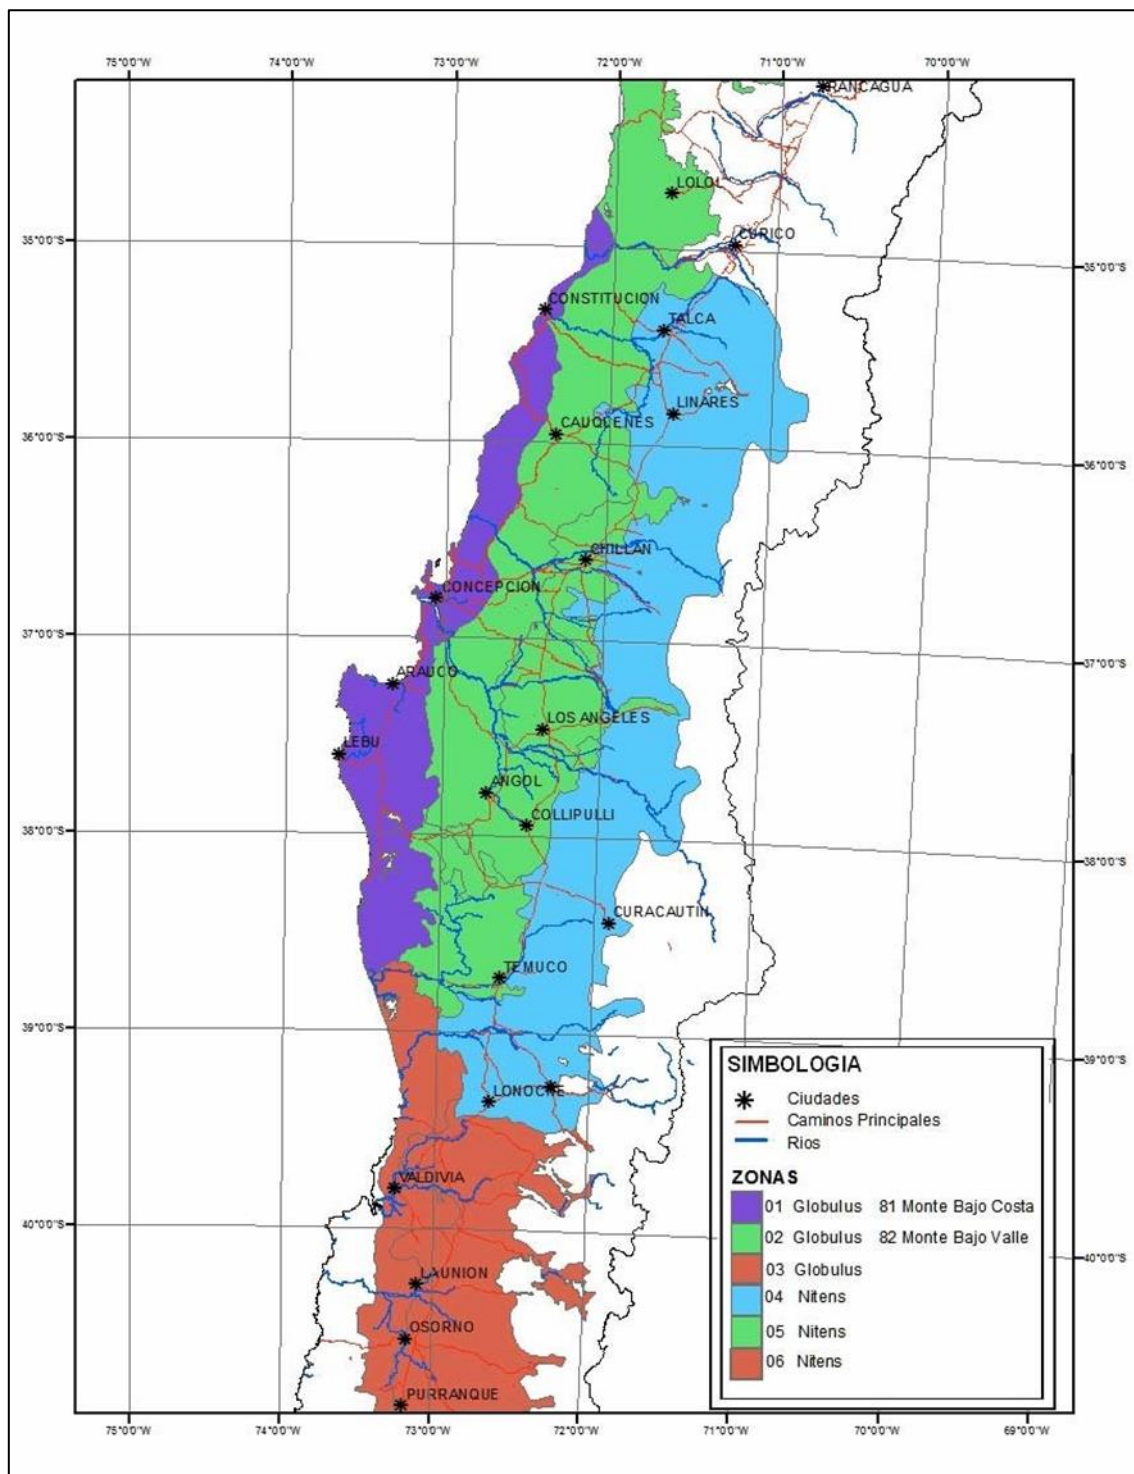 75°0'0"W 74°0'0"W 73°0'0"W 72°0'0"W 71°0'0"W 70°0'0"W
RANCAGUA
LOLOL
CURICO
35°0'0"S 35°0'0"S
CONSTITUCION
TALCA
LINARES
CAUQUENES
36°0'0"S 36°0'0"S
CHILLAN
CONCEPCION
37°0'0"S 37°0'0"S
ARAUCO
LOS ANGELES
LEBU
ANGOL
COLLIPULLI
38°0'0"S 38°0'0"S
CURACAUTIN
TEMUCO
39°0'0"S 39°0'0"S
LONOCHE
VALDIVIA
40°0'0"S 40°0'0"S
LAUNION
OSORNO
PURRANQUE
SIMBOLOGIA
Ciudades
Caminos Principales
Rios
ZONAS
01 Globulus 81 Monte Bajo Costa
02 Globulus 82 Monte Bajo Valle
03 Globulus
04 Nitens
05 Nitens
06 Nitens
75°0'0"W 74°0'0"W 73°0'0"W 72°0'0"W 71°0'0"W 70°0'0"W 69°0'0"W